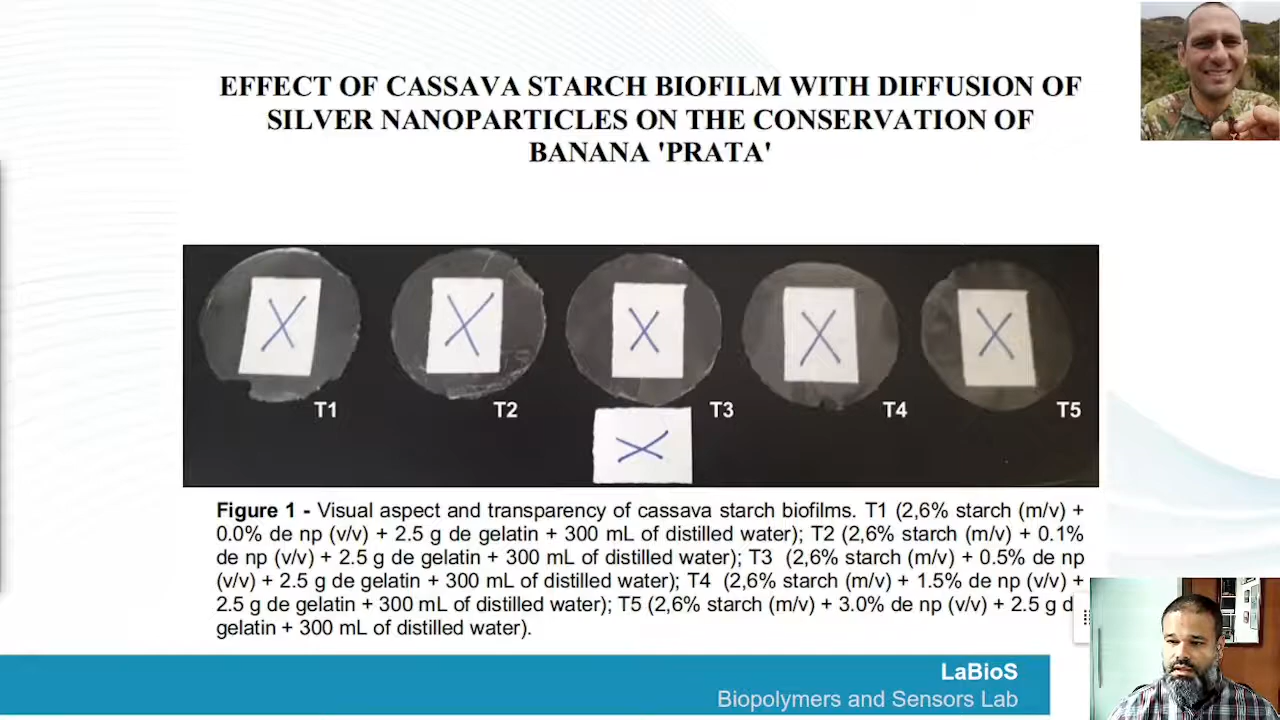 EFFECT OF CASSAVA STARCH BIOFILM WITH DIFFUSION OF
SILVER NANOPARTICLES ON THE CONSERVATION OF
BANANA 'PRATA'
X X X X X
T1 T2 T3 T4 T5
X
Figure 1 - Visual aspect and transparency of cassava starch biofilms. T1 (2,6% starch (m/v) +
0.0% de np (v/v) + 2.5 g de gelatin + 300 mL of distilled water); T2 (2,6% starch (m/v) + 0.1%
de np (v/v) + 2.5 g de gelatin + 300 mL of distilled water); T3 (2,6% starch (m/v) + 0.5% de np
(v/v) + 2.5 g de gelatin + 300 mL of distilled water); T4 (2,6% starch (m/v) + 1.5% de np (v/v) +
2.5 g de gelatin + 300 mL of distilled water); T5 (2,6% starch (m/v) + 3.0% de np (v/v) + 2.5 g d
gelatin + 300 mL of distilled water).
LaBioS
Biopolymers and Sensors Lab